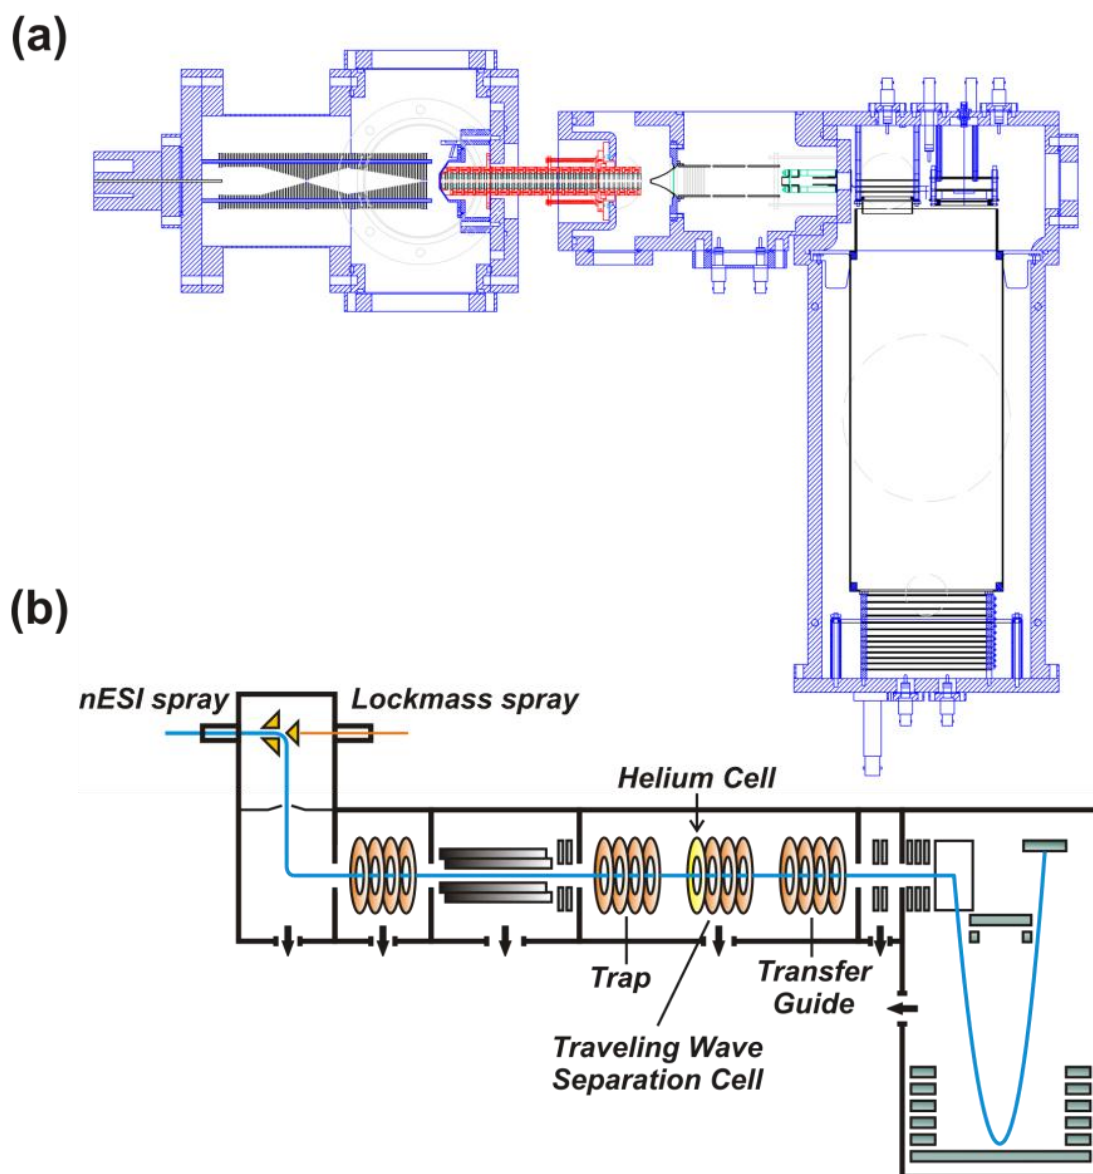 (a)
(b)
nESI spray
Lockmass spray
Helium Cell
Trap
Transfer
Guide
Traveling Wave
Separation Cell